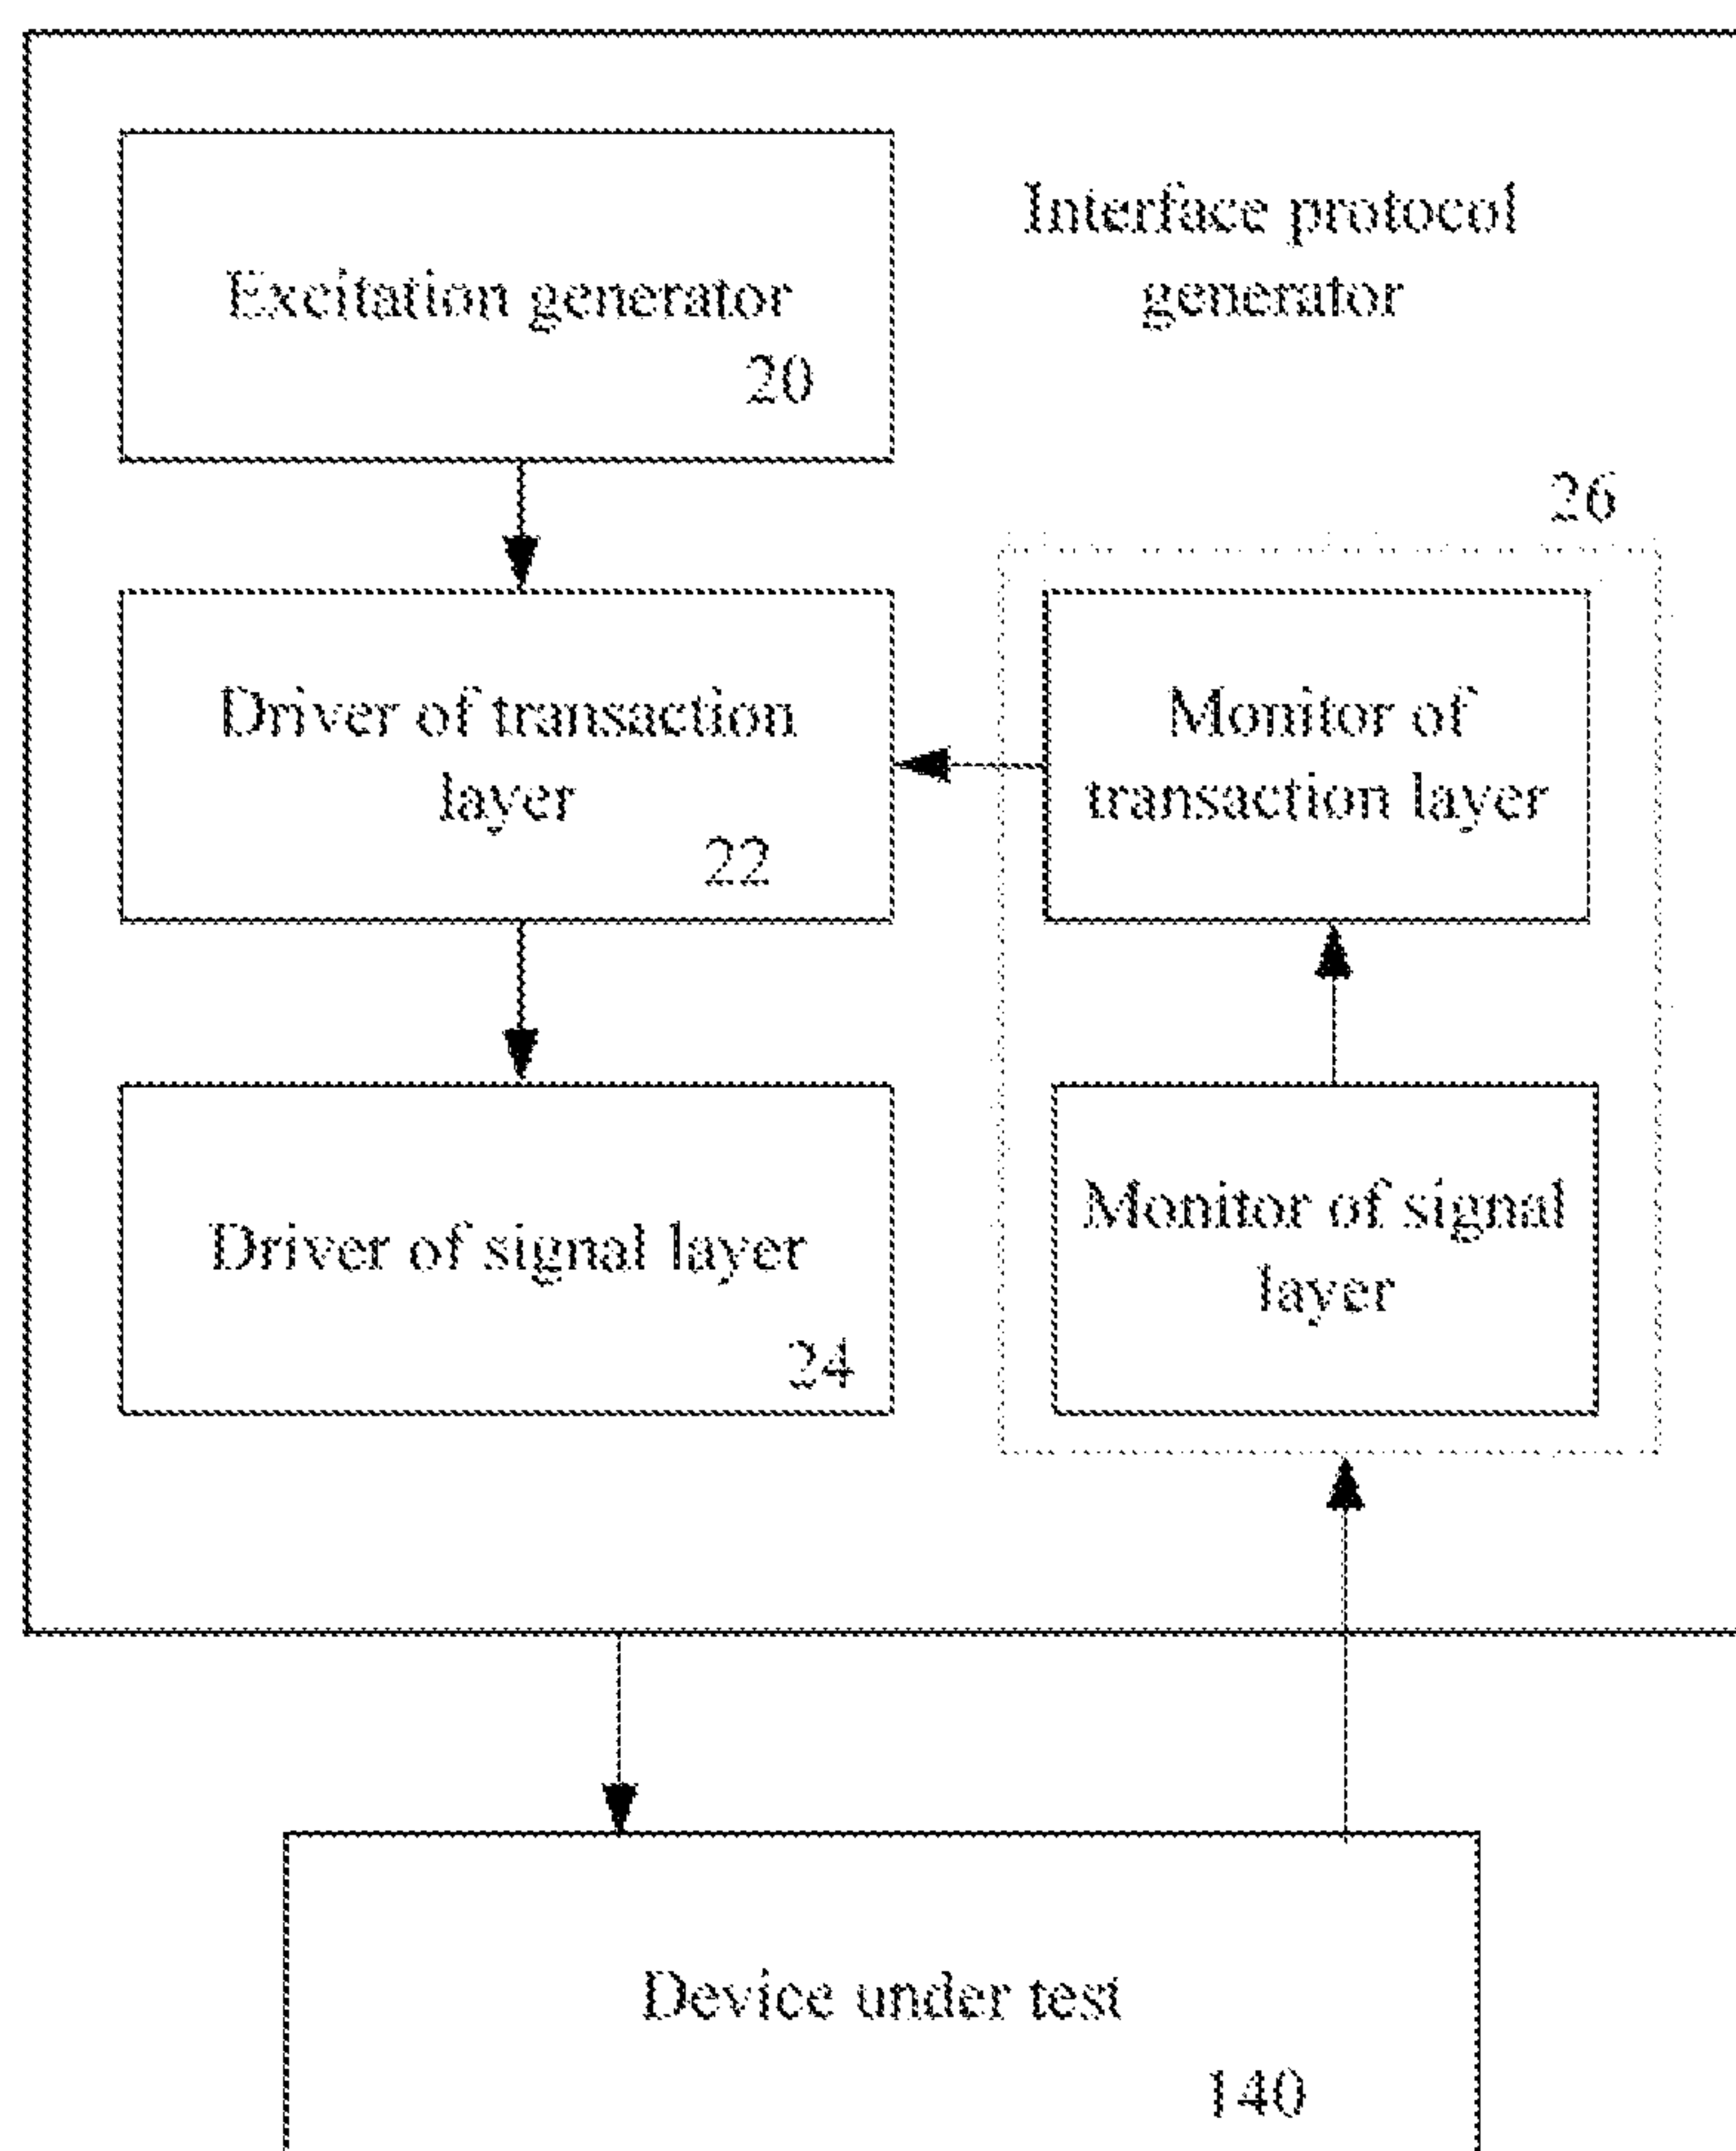 Interface protocol
generator
Excitation generator
20
26
Driver of transaction
layer
22
Monitor of
transaction layer
Driver of signal layer
24
Monitor of signal
layer
Device under test
140